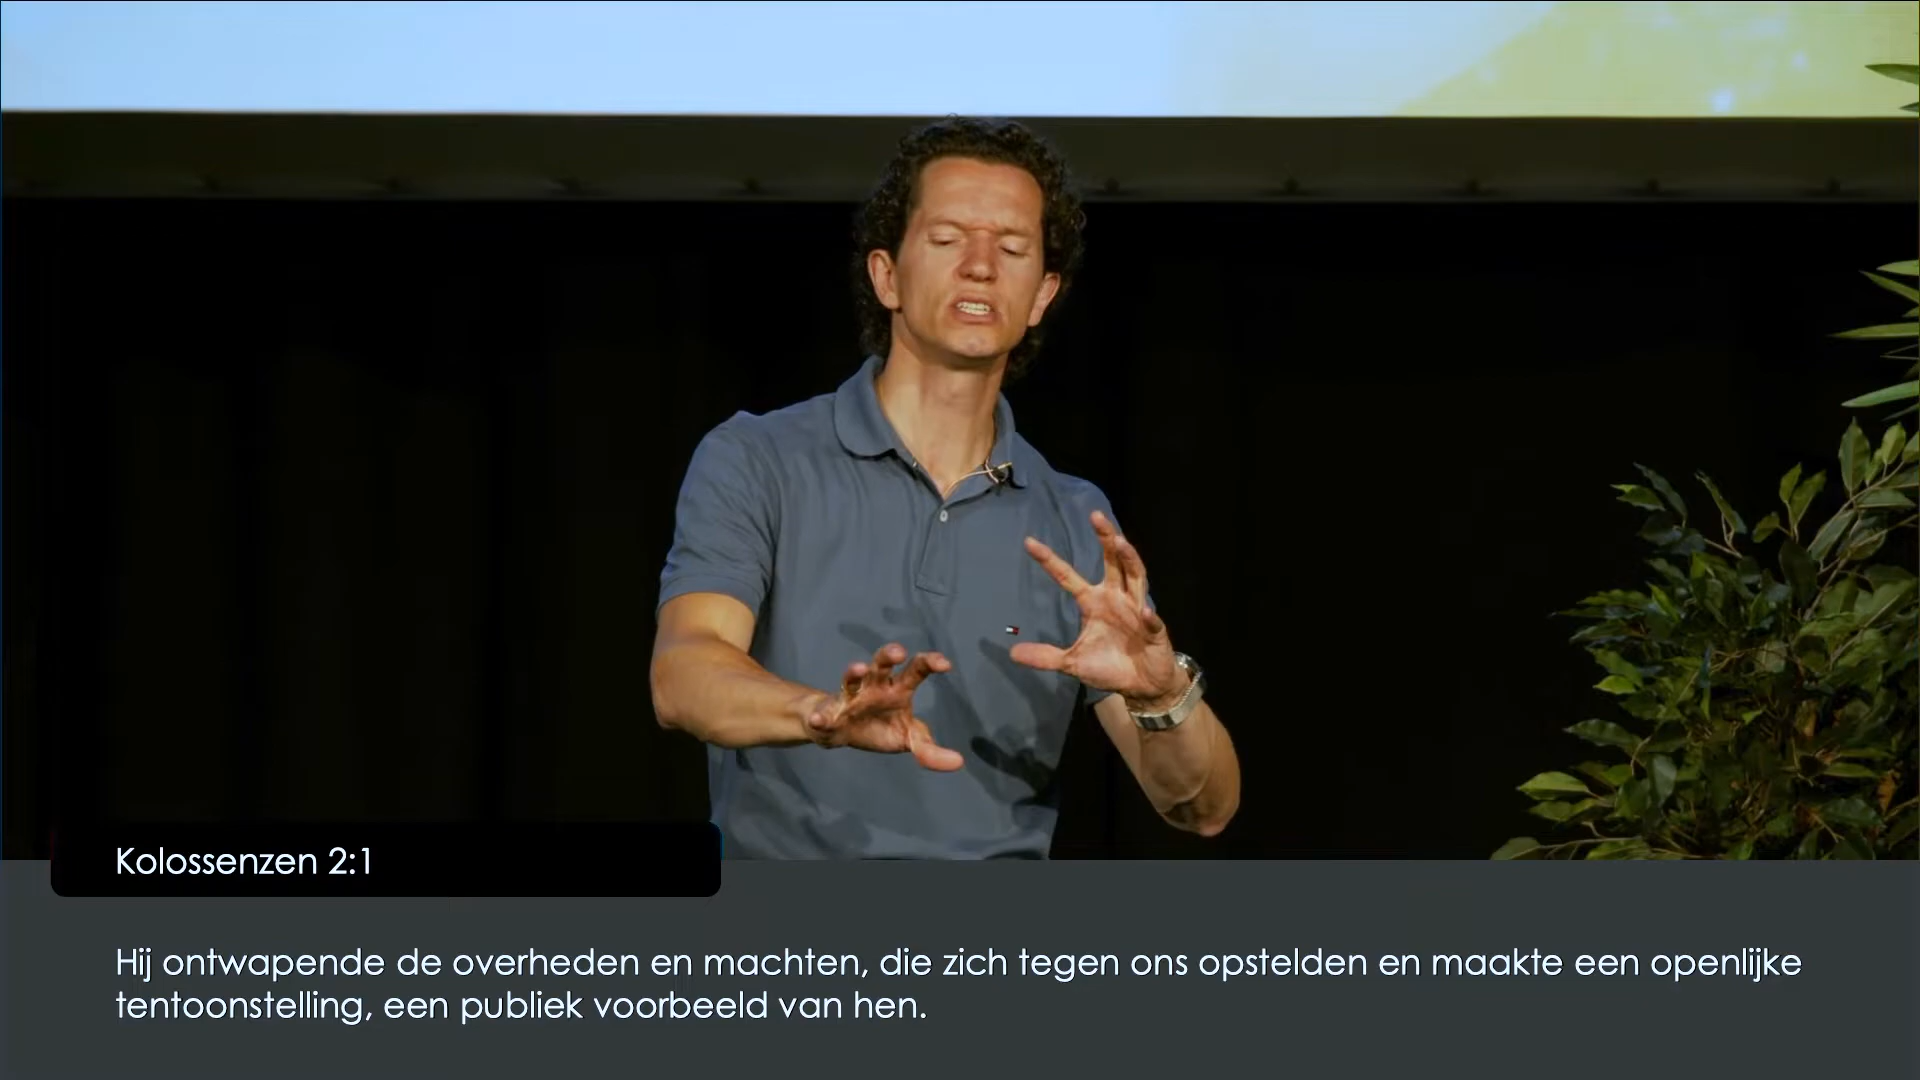 Kolossenzen 2:1
Hij ontwapende de overheden en machten, die zich tegen ons opstelden en maakte een openlijke
tentoonstelling, een publiek voorbeeld van hen.